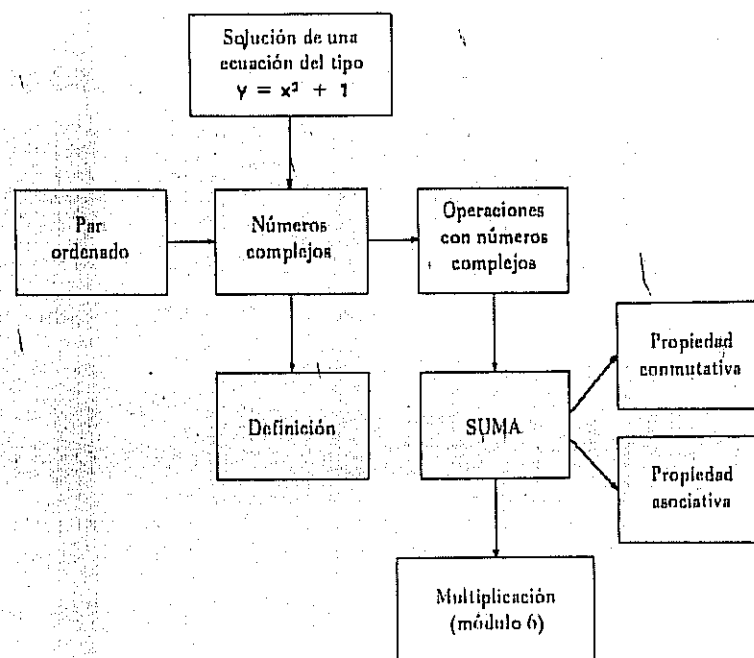 Solución de una
ecuación del tipo
y = x² + 1
Par
ordenado
Números
complejos
Operaciones
con números
complejos
Propiedad
conmutativa
Definición
SUMA
Propiedad
asociativa
Multiplicación
(módulo 6)